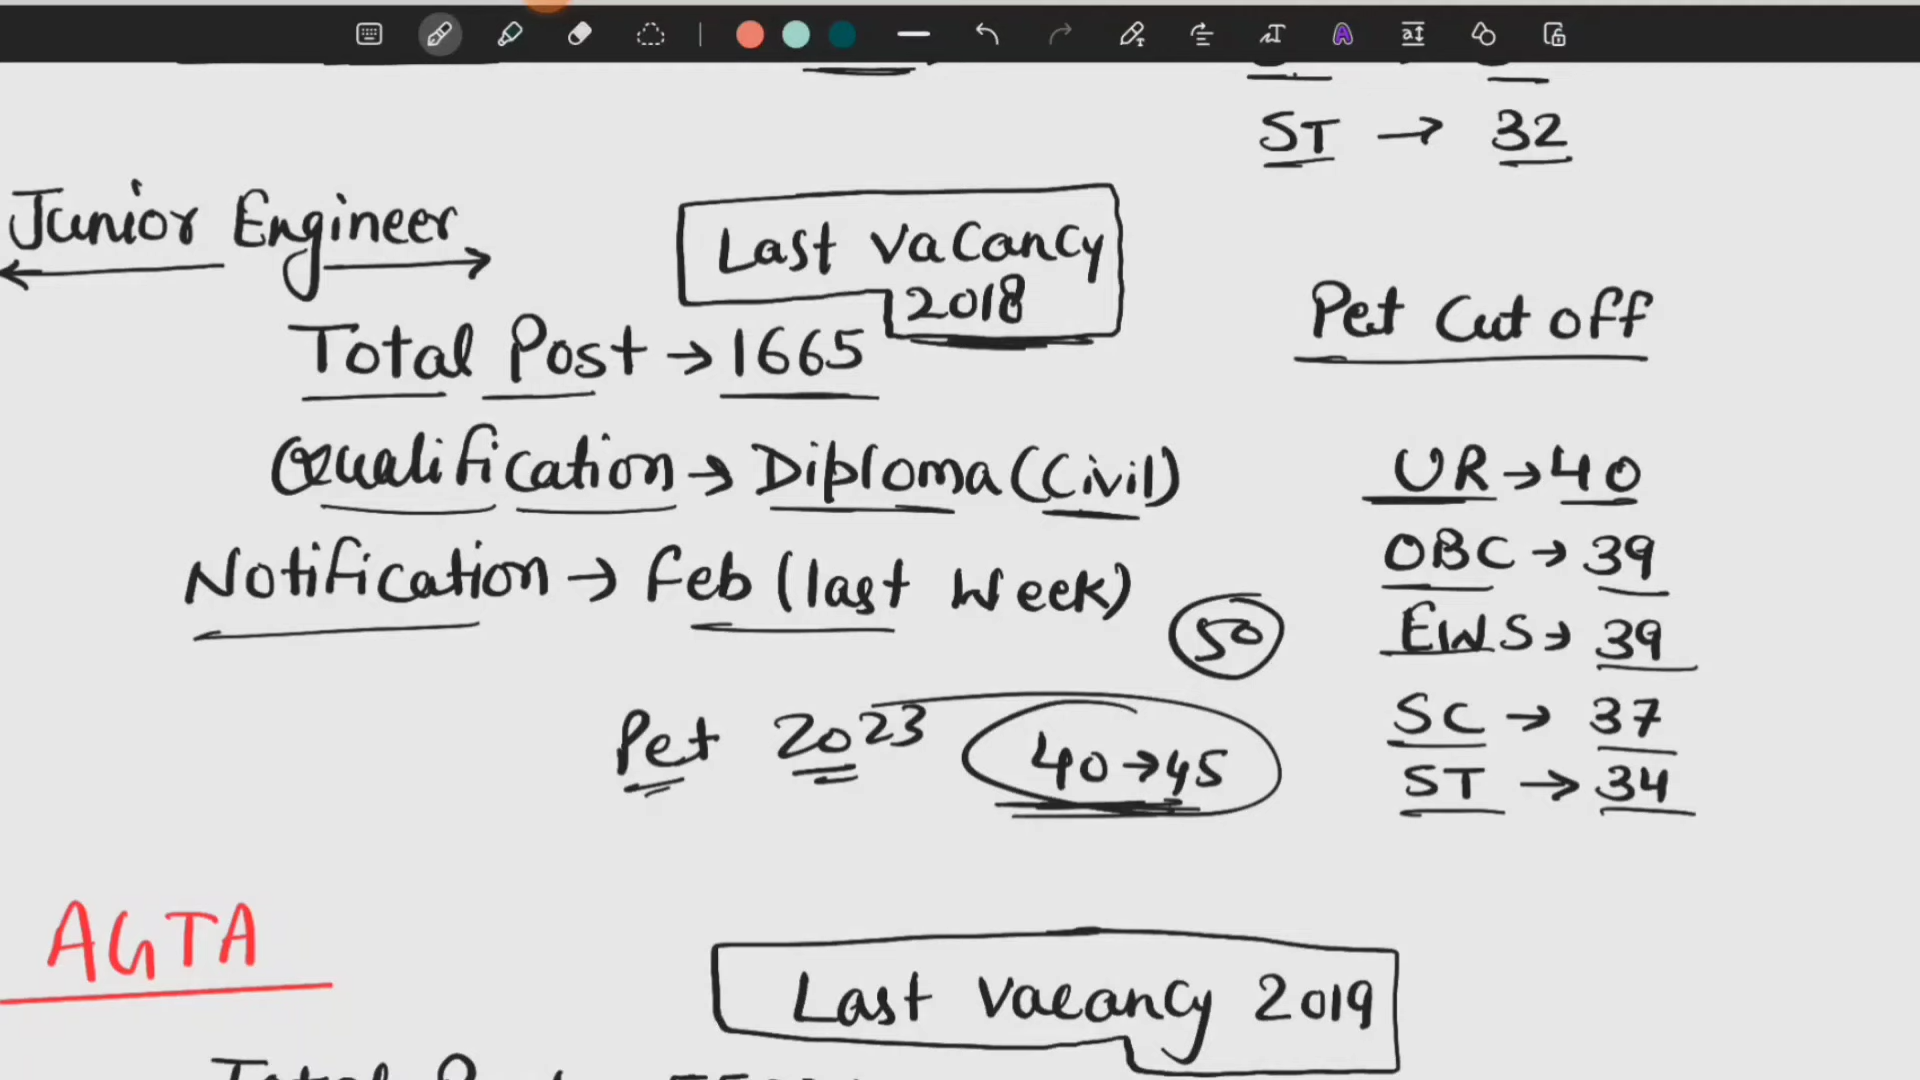 ST → 32
Junior Engineer
Last vacancy
2018
Total Post → 1665
Pet Cut off
Qualification → Diploma (Civil)
UR → 40
OBC → 39
Notification → Feb (last Week)
50
EWS → 39
SC → 37
Pet 2023
40 → 45
ST → 34
AGTA
Last Vacancy 2019